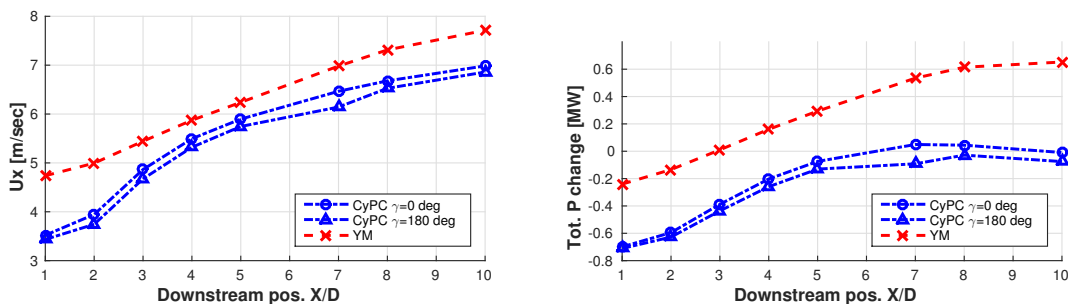 8
7
6
5
4
3
Ux [m/sec]
CyPC γ=0 deg
CyPC γ=180 deg
YM
1 2 3 4 5 6 7 8 9 10
Downstream pos. X/D
0.6
0.4
0.2
0
-0.2
-0.4
-0.6
-0.8
Tot. P change [MW]
CyPC γ=0 deg
CyPC γ=180 deg
YM
1 2 3 4 5 6 7 8 9 10
Downstream pos. X/D